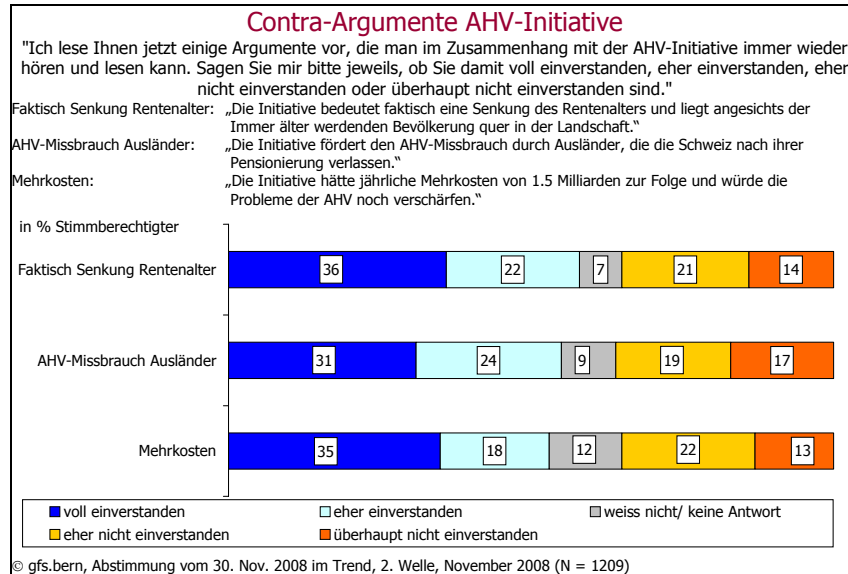 Contra-Argumente AHV-Initiative
"Ich lese Ihnen jetzt einige Argumente vor, die man im Zusammenhang mit der AHV-Initiative immer wieder
hören und lesen kann. Sagen Sie mir bitte jeweils, ob Sie damit voll einverstanden, eher einverstanden, eher
nicht einverstanden oder überhaupt nicht einverstanden sind."
Faktisch Senkung Rentenalter: „Die Initiative bedeutet faktisch eine Senkung des Rentenalters und liegt angesichts der
Immer älter werdenden Bevölkerung quer in der Landschaft.“
AHV-Missbrauch Ausländer: „Die Initiative fördert den AHV-Missbrauch durch Ausländer, die die Schweiz nach ihrer
Pensionierung verlassen.“
Mehrkosten: „Die Initiative hätte jährliche Mehrkosten von 1.5 Milliarden zur Folge und würde die
Probleme der AHV noch verschärfen.“
in % Stimmberechtigter
Faktisch Senkung Rentenalter 36 22 7 21 14
AHV-Missbrauch Ausländer 31 24 9 19 17
Mehrkosten 35 18 12 22 13
voll einverstanden eher einverstanden weiss nicht/ keine Antwort
eher nicht einverstanden überhaupt nicht einverstanden
© gfs.bern, Abstimmung vom 30. Nov. 2008 im Trend, 2. Welle, November 2008 (N = 1209)